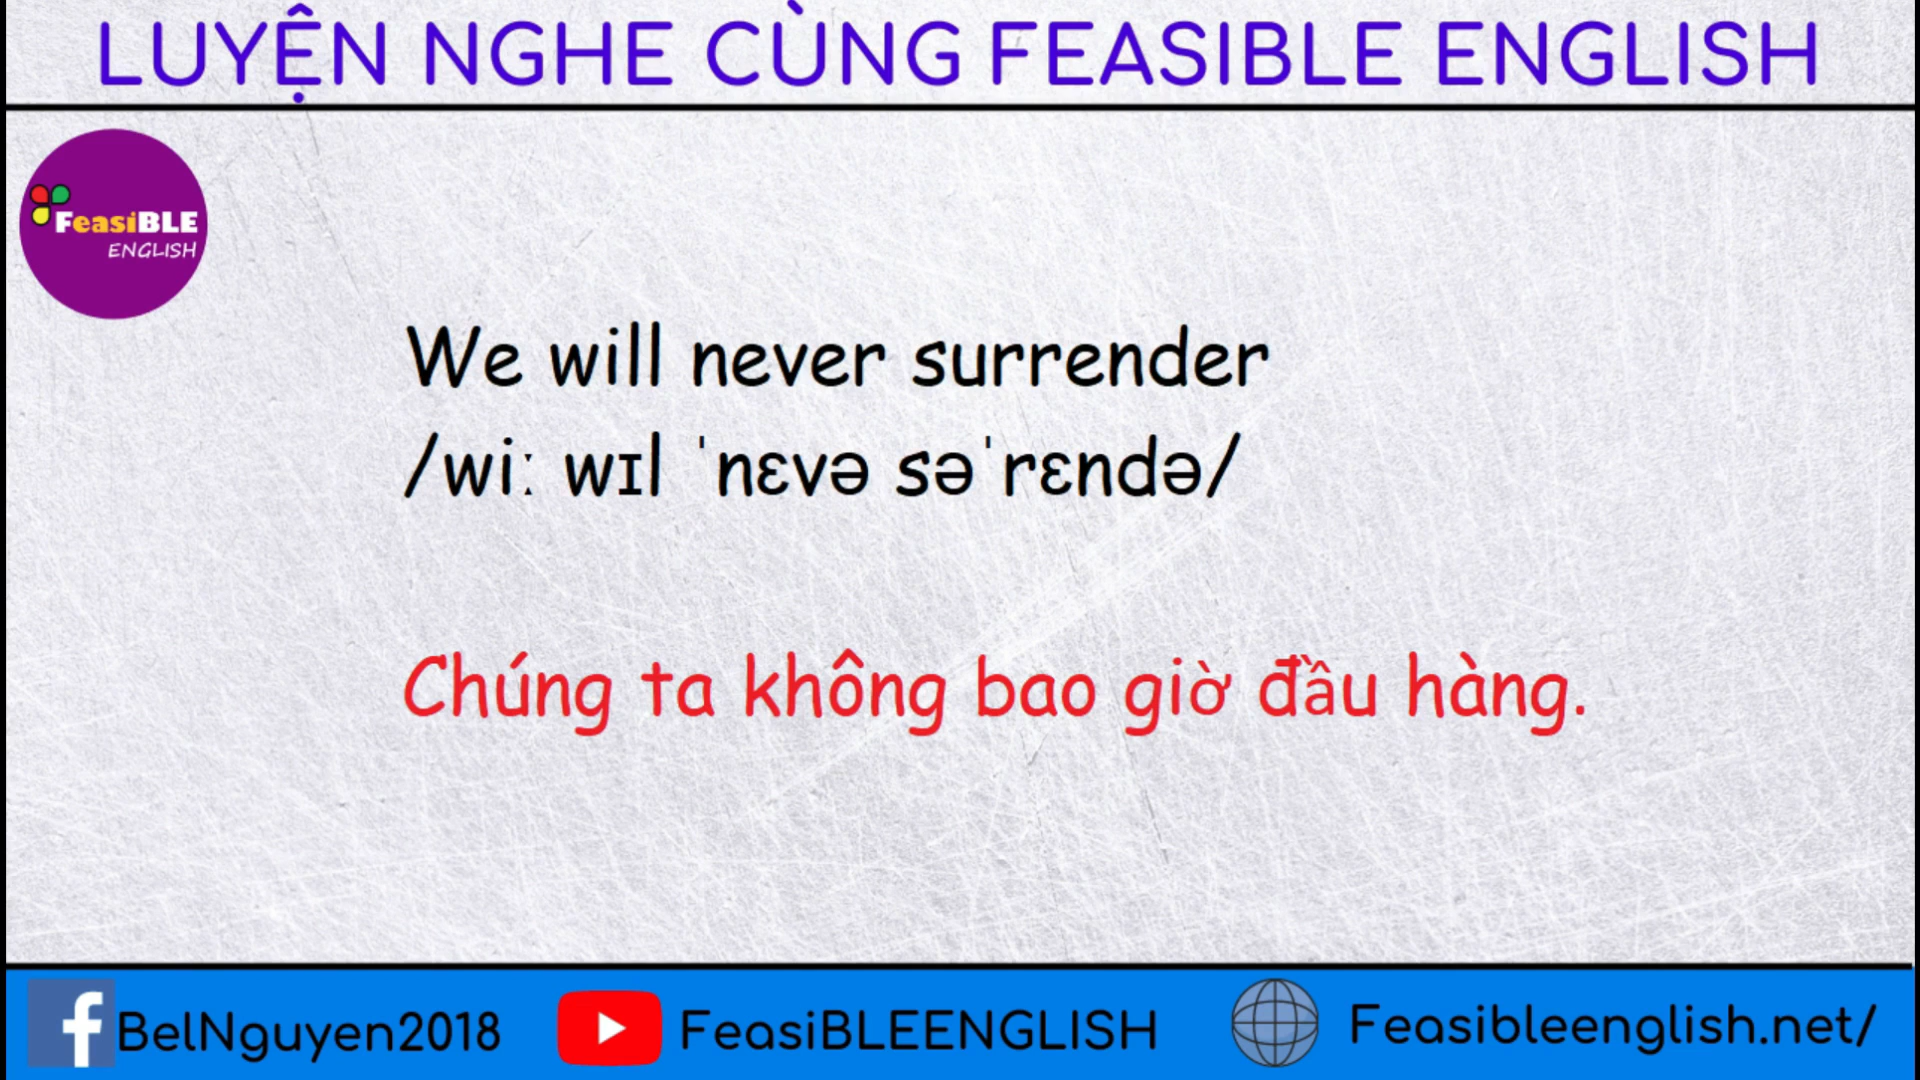 LUYỆN NGHE CÙNG FEASIBLE ENGLISH
FeasiBLE
ENGLISH
We will never surrender
/wiː wɪl ˈnɛvə səˈrɛndə/
Chúng ta không bao giờ đầu hàng.
BelNguyen2018
FeasiBLEENGLISH
Feasibleenglish.net/